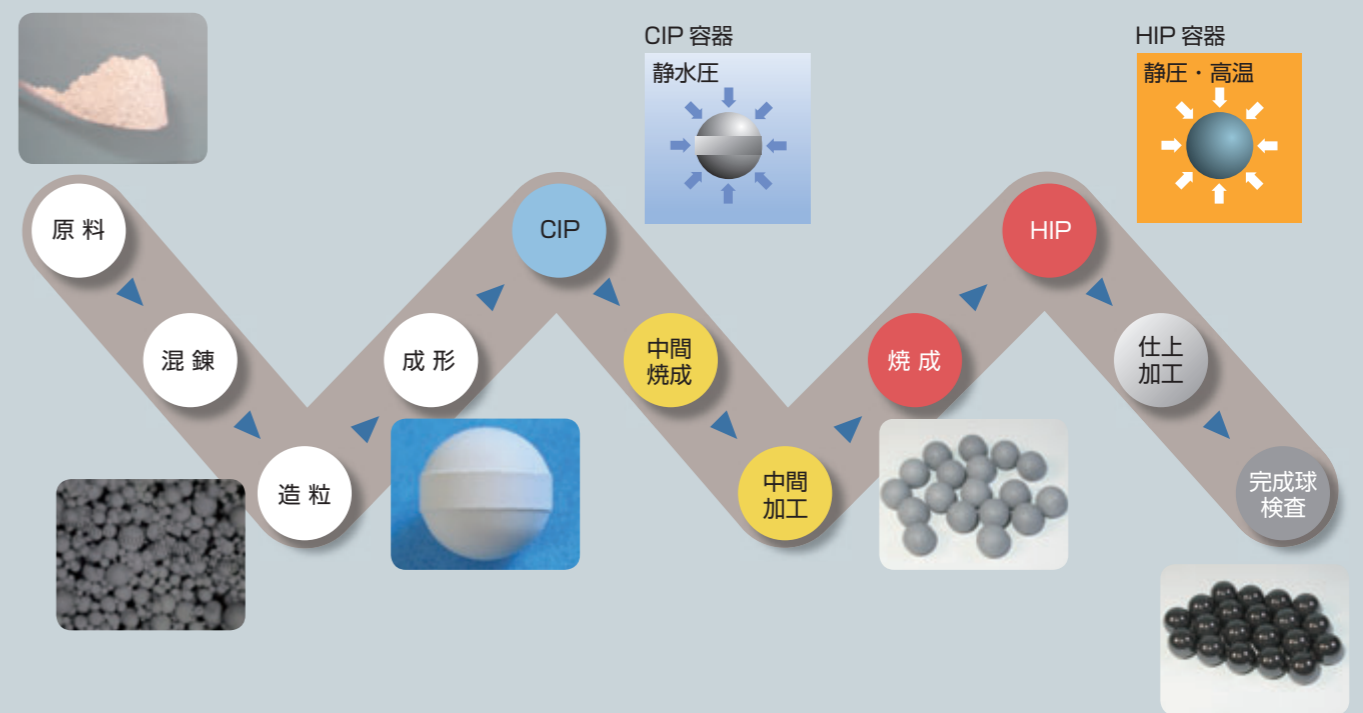 CIP 容器
静水圧
HIP 容器
静圧・高温
原料
混錬
造粒
成形
CIP
中間
焼成
中間
加工
焼成
HIP
仕上
加工
完成球
検査